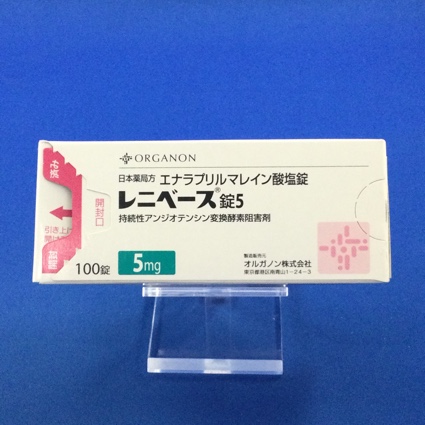 ORGANON
日本薬局方 エナラプリルマレイン酸塩錠
レニベース®錠5
持続性アンジオテンシン変換酵素阻害剤
100錠
5mg
製造販売元
オルガノン株式会社
東京都港区南青山1-24-3
開封口
引き上げ